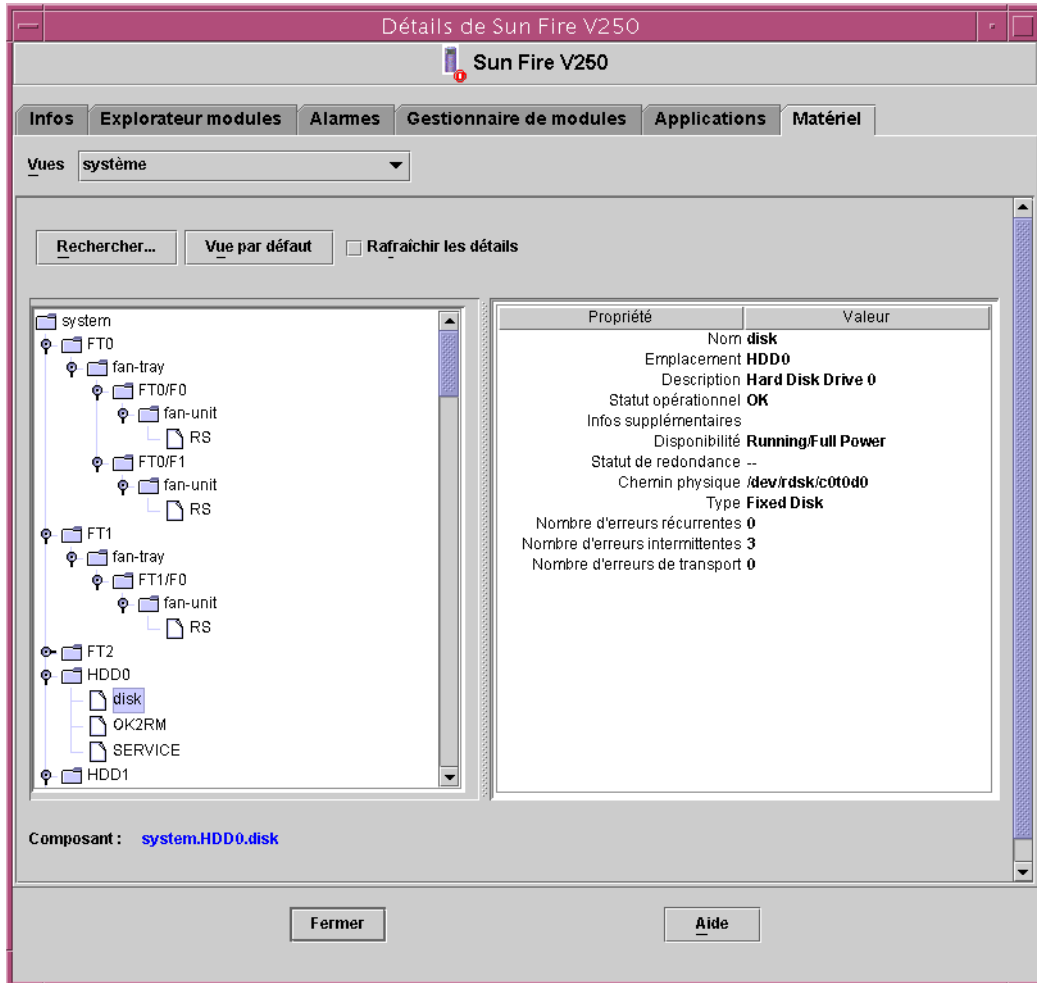 Détails de Sun Fire V250
Sun Fire V250
Infos Explorateur modules Alarmes Gestionnaire de modules Applications Matériel
Vues système
Rechercher... Vue par défaut Rafraîchir les détails
system
FT0
fan-tray
FT0/F0
fan-unit
RS
FT0/F1
fan-unit
RS
FT1
fan-tray
FT1/F0
fan-unit
RS
FT2
HDD0
disk
OK2RM
SERVICE
HDD1
Propriété Valeur
Nom disk
Emplacement HDD0
Description Hard Disk Drive 0
Statut opérationnel OK
Infos supplémentaires
Disponibilité Running/Full Power
Statut de redondance --
Chemin physique /dev/rdsk/c0t0d0
Type Fixed Disk
Nombre d'erreurs récurrentes 0
Nombre d'erreurs intermittentes 3
Nombre d'erreurs de transport 0
Composant : system.HDD0.disk
Fermer Aide